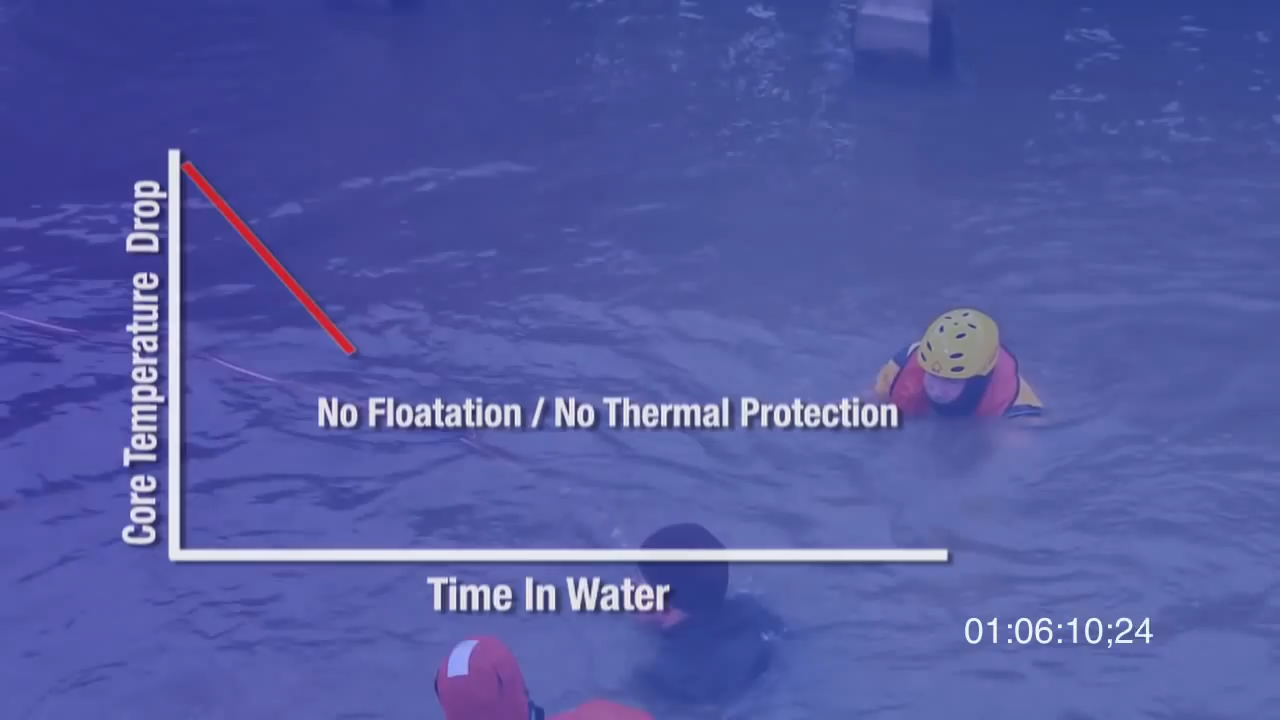 Core Temperature Drop
No Floatation / No Thermal Protection
Time In Water
01:06:10;24